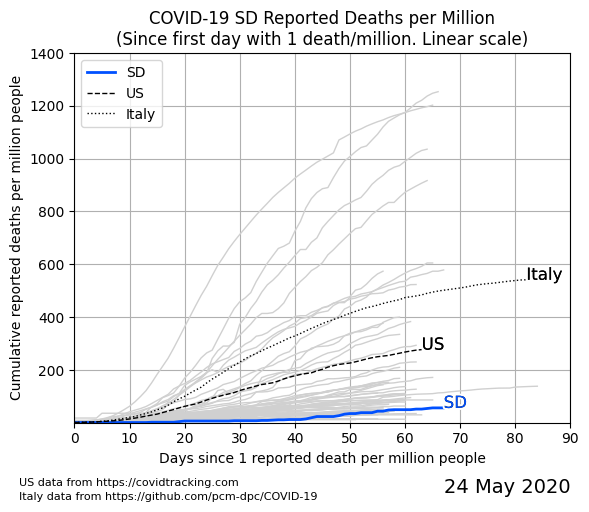 COVID-19 SD Reported Deaths per Million
(Since first day with 1 death/million. Linear scale)
Cumulative reported deaths per million people
1400
1200
1000
800
600
400
200
SD
US
Italy
Italy
US
SD
0 10 20 30 40 50 60 70 80 90
Days since 1 reported death per million people
US data from https://covidtracking.com
Italy data from https://github.com/pcm-dpc/COVID-19
24 May 2020